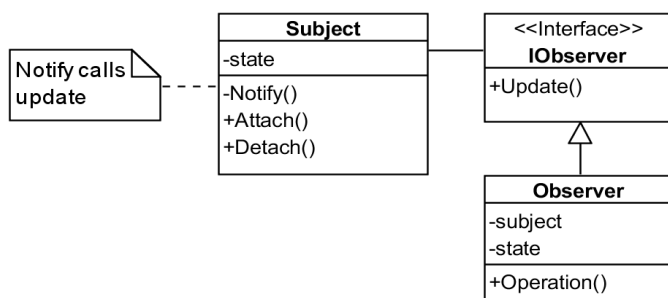 Notify calls
update
Subject
-state
-Notify()
+Attach()
+Detach()
<<Interface>>
IObserver
+Update()
Observer
-subject
-state
+Operation()